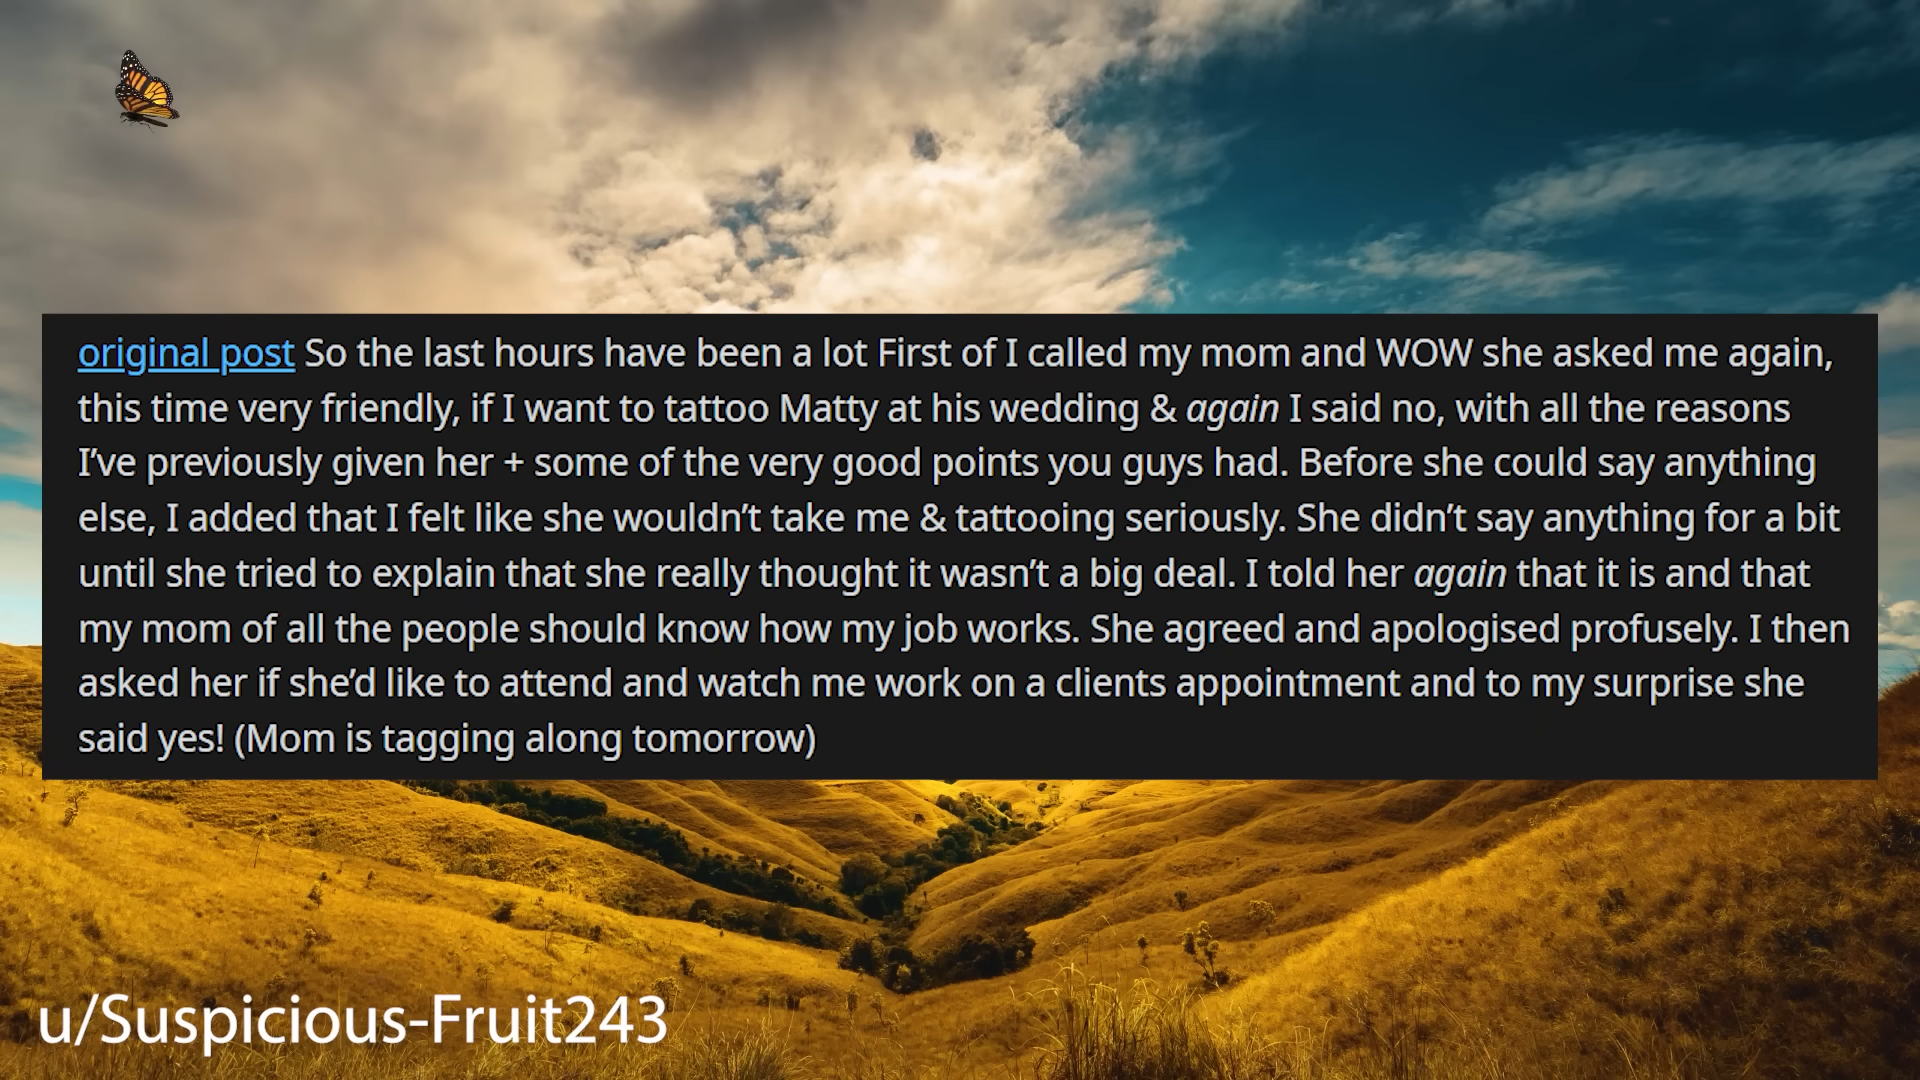 original post So the last hours have been a lot First of I called my mom and WOW she asked me again,
this time very friendly, if I want to tattoo Matty at his wedding & again I said no, with all the reasons
I’ve previously given her + some of the very good points you guys had. Before she could say anything
else, I added that I felt like she wouldn’t take me & tattooing seriously. She didn’t say anything for a bit
until she tried to explain that she really thought it wasn’t a big deal. I told her again that it is and that
my mom of all the people should know how my job works. She agreed and apologised profusely. I then
asked her if she’d like to attend and watch me work on a clients appointment and to my surprise she
said yes! (Mom is tagging along tomorrow)
u/Suspicious-Fruit243